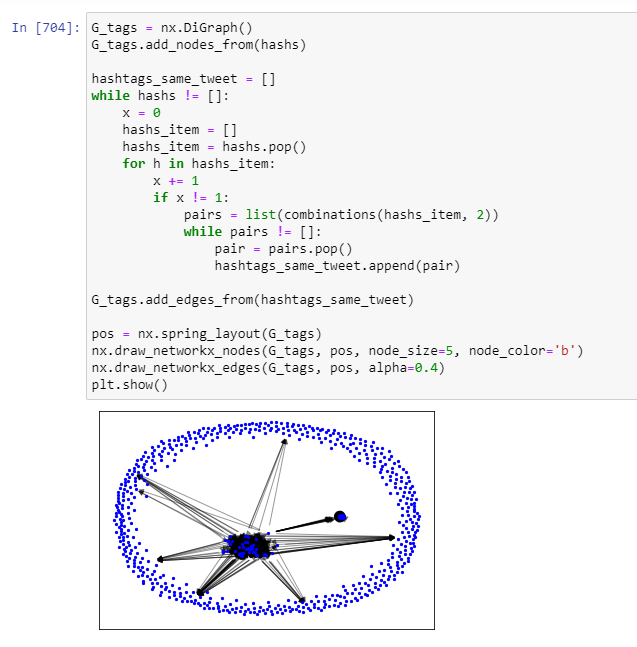 In [704]: G_tags = nx.DiGraph()
G_tags.add_nodes_from(hashs)
hashtags_same_tweet = []
while hashs != []:
    x = 0
    hashs_item = []
    hashs_item = hashs.pop()
    for h in hashs_item:
        x += 1
        if x != 1:
            pairs = list(combinations(hashs_item, 2))
            while pairs != []:
                pair = pairs.pop()
                hashtags_same_tweet.append(pair)
G_tags.add_edges_from(hashtags_same_tweet)
pos = nx.spring_layout(G_tags)
nx.draw_networkx_nodes(G_tags, pos, node_size=5, node_color='b')
nx.draw_networkx_edges(G_tags, pos, alpha=0.4)
plt.show()